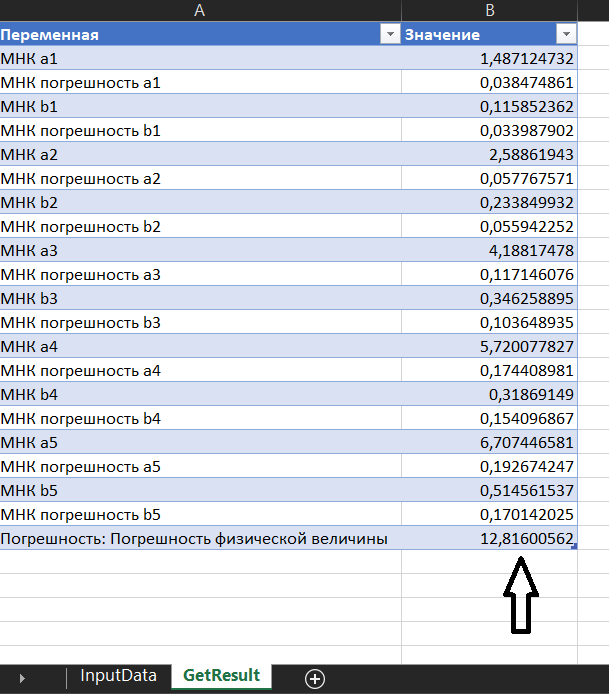 A B
Переменная Значение
МНК a1 1,487124732
МНК погрешность a1 0,038474861
МНК b1 0,115852362
МНК погрешность b1 0,033987902
МНК a2 2,58861943
МНК погрешность a2 0,057767571
МНК b2 0,233849932
МНК погрешность b2 0,055942252
МНК a3 4,18817478
МНК погрешность a3 0,117146076
МНК b3 0,346258895
МНК погрешность b3 0,103648935
МНК a4 5,720077827
МНК погрешность a4 0,174408981
МНК b4 0,31869149
МНК погрешность b4 0,154096867
МНК a5 6,707446581
МНК погрешность a5 0,192674247
МНК b5 0,514561537
МНК погрешность b5 0,170142025
Погрешность: Погрешность физической величины 12,81600562
InputData GetResult